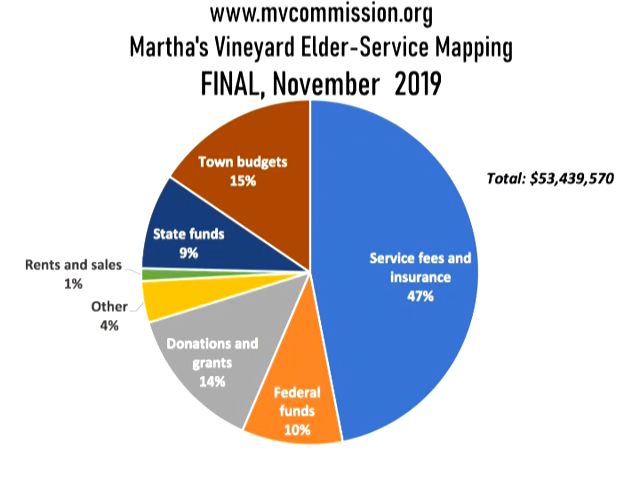 www.mvcommission.org
Martha's Vineyard Elder-Service Mapping
FINAL, November 2019
Town budgets
15%
Total: $53,439,570
State funds
9%
Service fees and
insurance
47%
Rents and sales
1%
Other
4%
Donations and
grants
14%
Federal
funds
10%